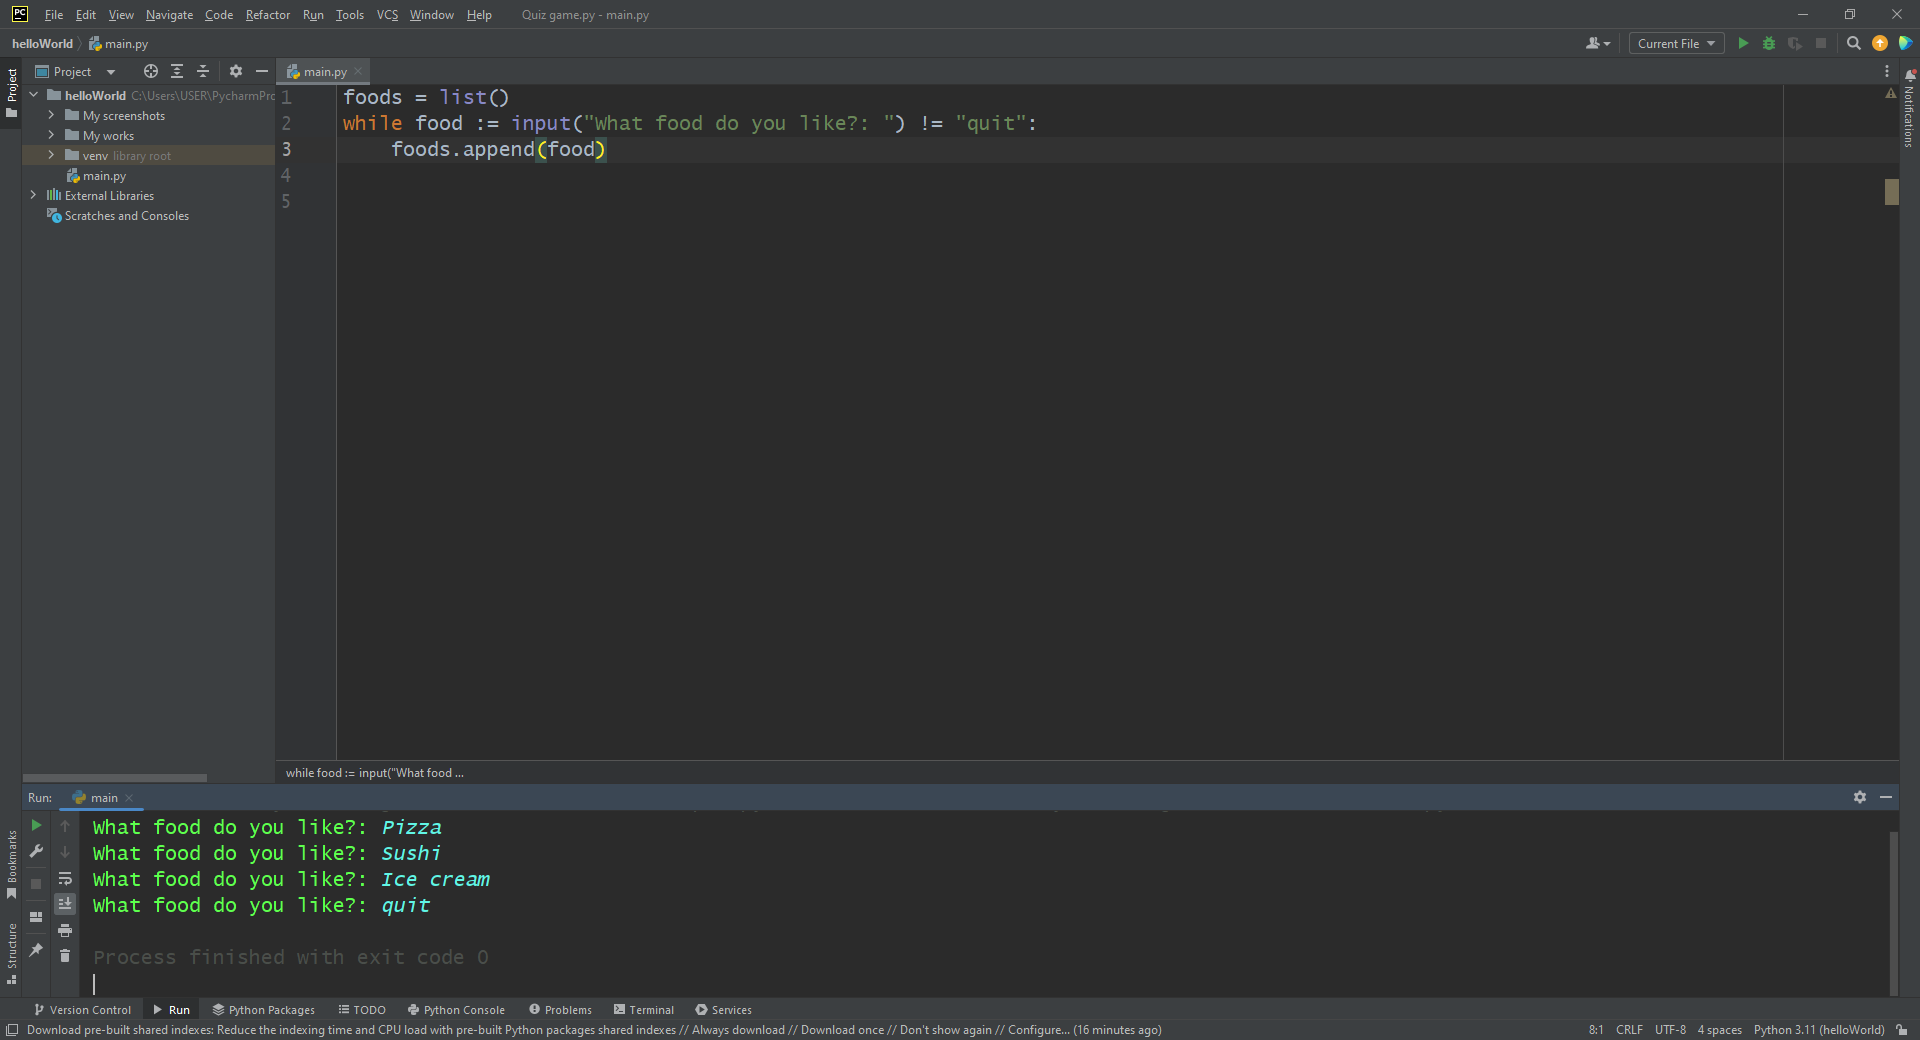 PC File Edit View Navigate Code Refactor Run Tools VCS Window Help Quiz game.py - main.py
helloWorld main.py Current File
Project main.py
Project
helloWorld C:\Users\USER\PycharmPro
My screenshots
My works
venv library root
main.py
External Libraries
Scratches and Consoles
1 foods = list()
2 while food := input("What food do you like?: ") != "quit":
3 foods.append(food)
4
5
Notifications
while food := input("What food ...
Run: main
What food do you like?: Pizza
What food do you like?: Sushi
What food do you like?: Ice cream
What food do you like?: quit
Process finished with exit code 0
Bookmarks
Structure
Version Control Run Python Packages TODO Python Console Problems Terminal Services
Download pre-built shared indexes: Reduce the indexing time and CPU load with pre-built Python packages shared indexes // Always download // Download once // Don't show again // Configure... (16 minutes ago) 8:1 CRLF UTF-8 4 spaces Python 3.11 (helloWorld)